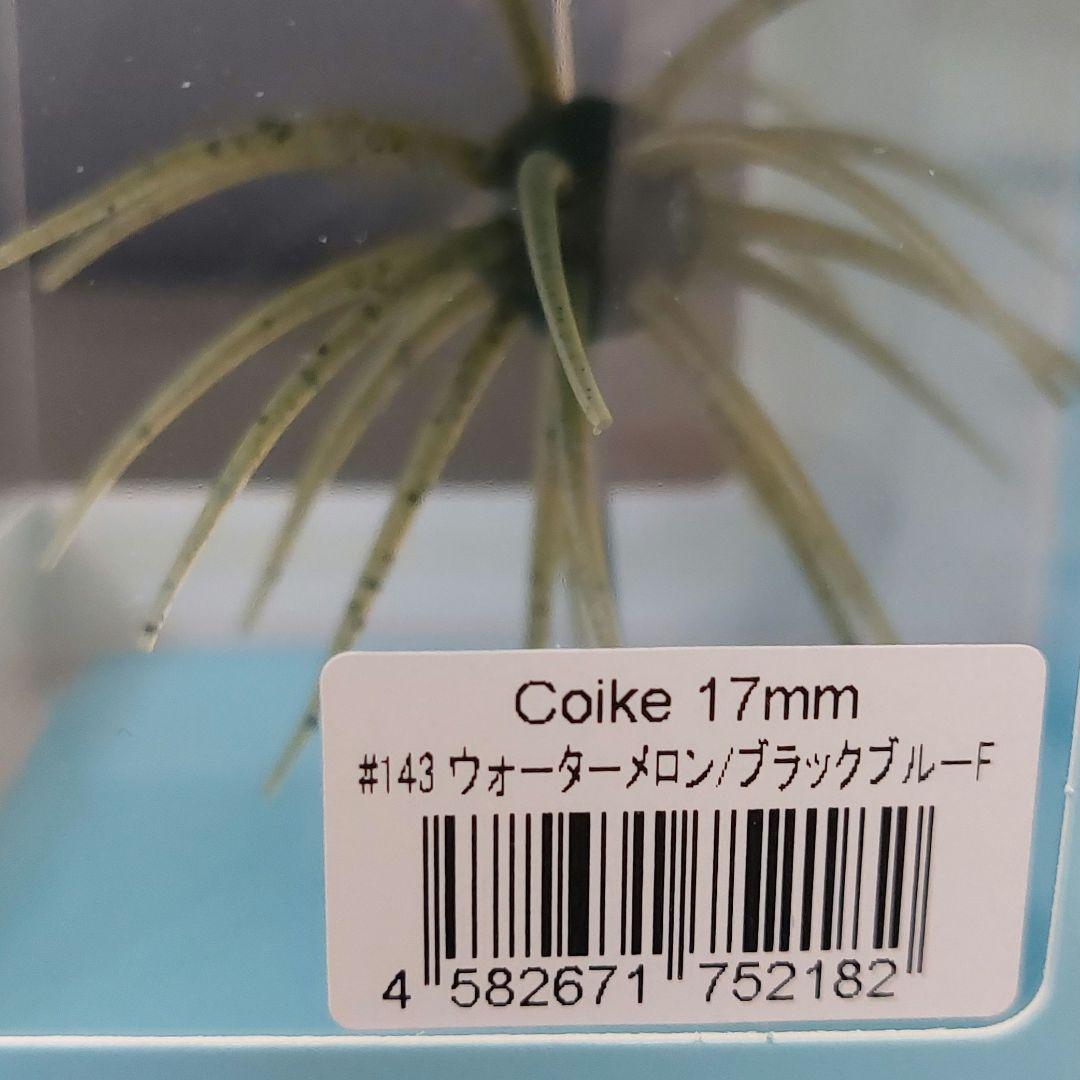 Coike 17mm
#143 ウォーターメロン/ブラックブルーF
4 582671 752182